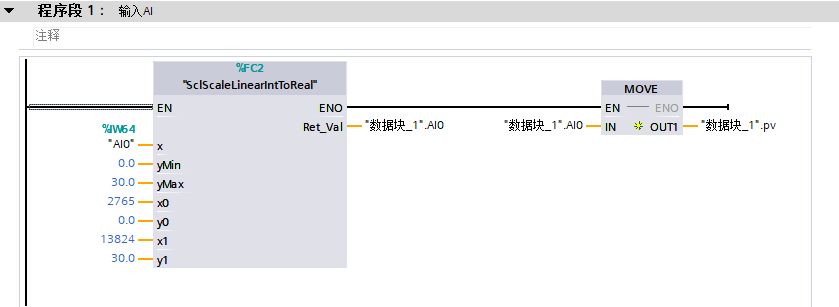 程序段 1： 输入AI
注释
%FC2
"SclScaleLinearIntToReal"
EN ENO
Ret_Val "数据块_1".AI0
%IW64
"AI0" x
0.0 yMin
30.0 yMax
2765 x0
0.0 y0
13824 x1
30.0 y1
MOVE
EN ENO
"数据块_1".AI0 IN OUT1 "数据块_1".pv